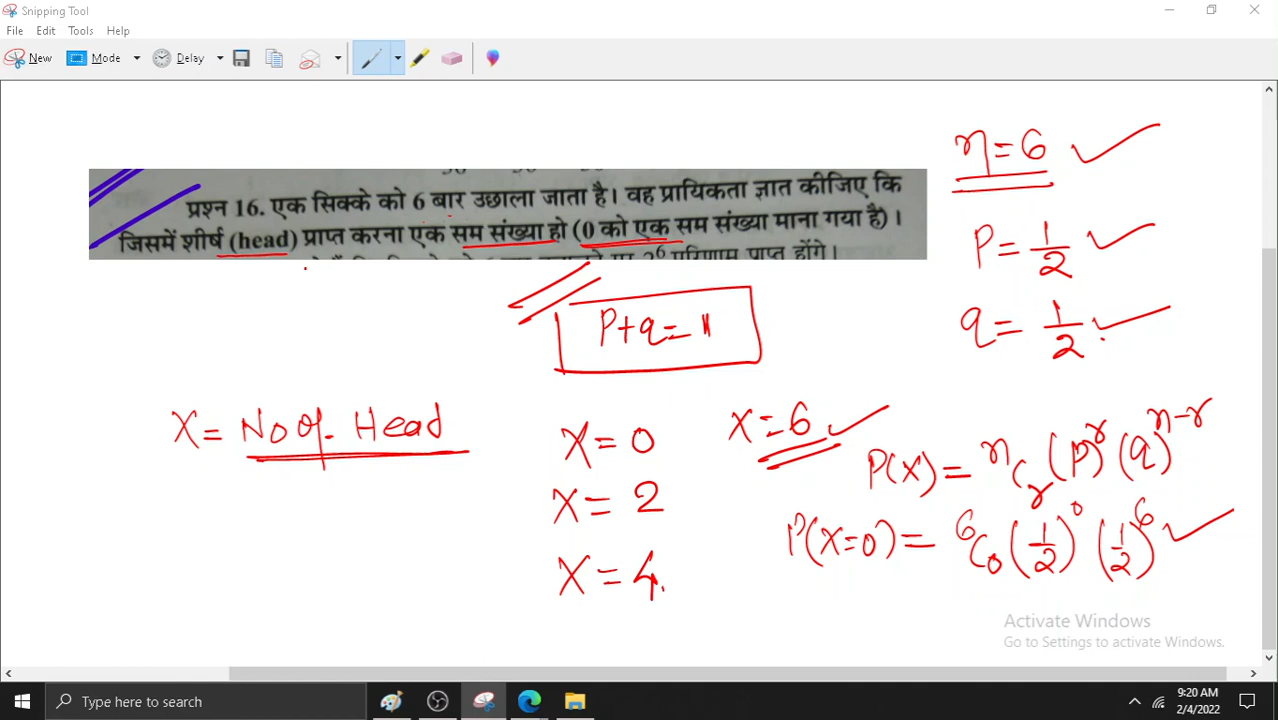 Snipping Tool
File Edit Tools Help
New Mode Delay
η=6
प्रश्न 16. एक सिक्के को 6 बार उछाला जाता है। वह प्रायिकता ज्ञात कीजिए कि
जिसमें शीर्ष (head) प्राप्त करना एक सम संख्या हो (0 को एक सम संख्या माना गया है)।
2⁶ परिणाम प्राप्त होंगे।
P=1/2
P+q=1
q=1/2
X= No of. Head
X=0
X=2
X=4
X=6
P(X)= ⁿCᵣ (P)ʳ (q)ⁿ⁻ʳ
P(X=0)= ⁶C₀ (1/2)⁰ (1/2)⁶
Activate Windows
Go to Settings to activate Windows.
Type here to search
9:20 AM
2/4/2022